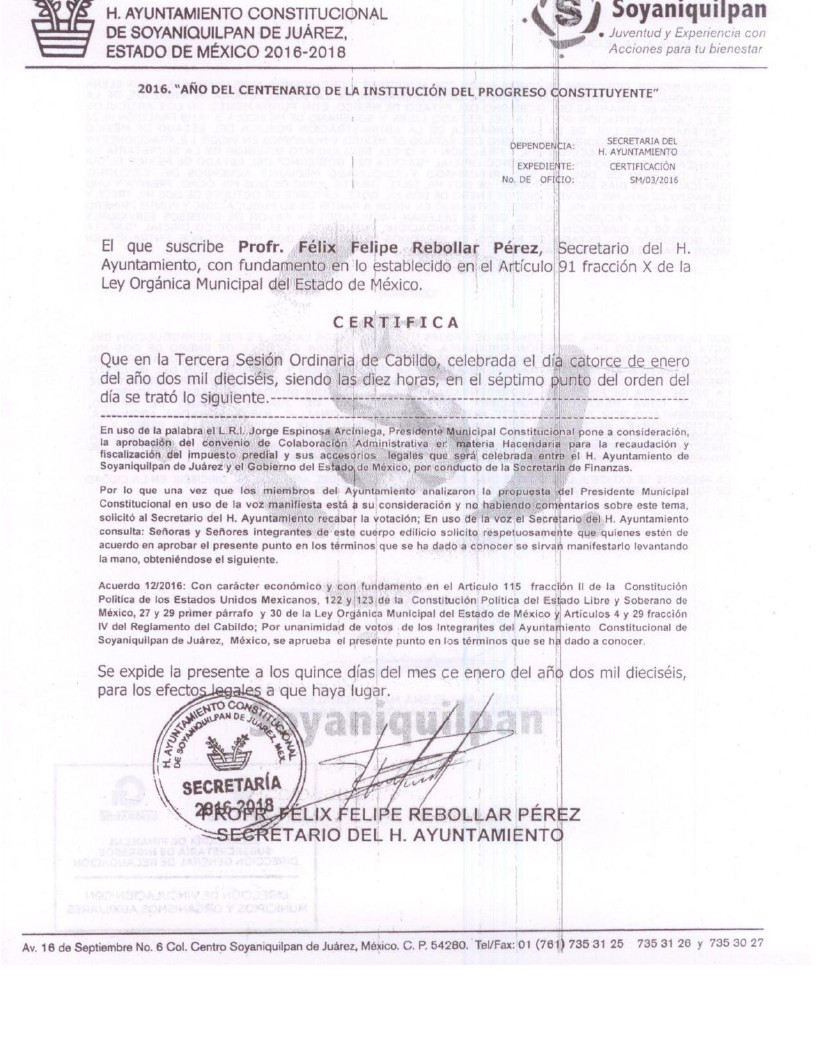 H. AYUNTAMIENTO CONSTITUCIONAL
DE SOYANIQUILPAN DE JUÁREZ,
ESTADO DE MÉXICO 2016-2018
Soyaniquilpan
Juventud y Experiencia con
Acciones para tu bienestar
2016. "AÑO DEL CENTENARIO DE LA INSTITUCIÓN DEL PROGRESO CONSTITUYENTE"
DEPENDENCIA: SECRETARIA DEL
H. AYUNTAMIENTO
EXPEDIENTE: CERTIFICACIÓN
No. DE OFICIO: SM/03/2016
El que suscribe Profr. Félix Felipe Rebollar Pérez, Secretario del H.
Ayuntamiento, con fundamento en lo establecido en el Artículo 91 fracción X de la
Ley Orgánica Municipal del Estado de México.
CERTIFICA
Que en la Tercera Sesión Ordinaria de Cabildo, celebrada el día catorce de enero
del año dos mil dieciséis, siendo las diez horas, en el séptimo punto del orden del
día se trató lo siguiente.------------------------------------------------------------
------------------------------------------------------------------------------------
En uso de la palabra el L.R.I. Jorge Espinosa Arciniega, Presidente Municipal Constitucional pone a consideración,
la aprobación del convenio de Colaboración Administrativa en materia Hacendaria para la recaudación y
fiscalización del impuesto predial y sus accesorios legales que será celebrada entre el H. Ayuntamiento de
Soyaniquilpan de Juárez y el Gobierno del Estado de México, por conducto de la Secretaria de Finanzas.
Por lo que una vez que los miembros del Ayuntamiento analizaron la propuesta del Presidente Municipal
Constitucional en uso de la voz manifiesta está a su consideración y no habiendo comentarios sobre este tema,
solicitó al Secretario del H. Ayuntamiento recabar la votación; En uso de la voz el Secretario del H. Ayuntamiento
consulta: Señoras y Señores integrantes de este cuerpo edilicio solicito respetuosamente que quienes estén de
acuerdo en aprobar el presente punto en los términos que se ha dado a conocer se sirvan manifestarlo levantando
la mano, obteniéndose el siguiente.
Acuerdo 12/2016: Con carácter económico y con fundamento en el Artículo 115 fracción II de la Constitución
Política de los Estados Unidos Mexicanos, 122 y 123 de la Constitución Política del Estado Libre y Soberano de
México, 27 y 29 primer párrafo y 30 de la Ley Orgánica Municipal del Estado de México y Artículos 4 y 29 fracción
IV del Reglamento del Cabildo; Por unanimidad de votos de los Integrantes del Ayuntamiento Constitucional de
Soyaniquilpan de Juárez, México, se aprueba el presente punto en los términos que se ha dado a conocer.
Se expide la presente a los quince días del mes ce enero del año dos mil dieciséis,
para los efectos legales a que haya lugar.
Soyaniquilpan
H. AYUNTAMIENTO CONSTITUCIONAL
DE SOYANIQUILPAN DE JUÁREZ, MÉX.
SECRETARÍA
2016-2018
PROFR. FÉLIX FELIPE REBOLLAR PÉREZ
SECRETARIO DEL H. AYUNTAMIENTO
Av. 16 de Septiembre No. 6 Col. Centro Soyaniquilpan de Juárez, México. C. P. 54280. Tel/Fax: 01 (761) 735 31 25 735 31 26 y 735 30 27